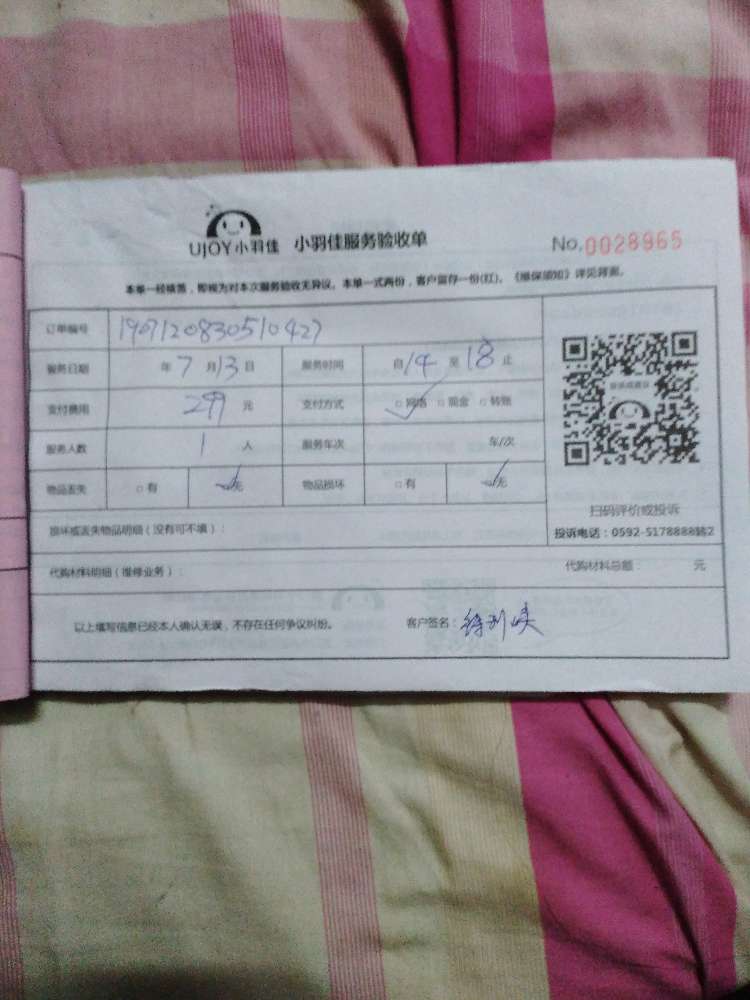 UJOY小羽佳 小羽佳服务验收单 No.0028965
本单一经填签，即视为对本次服务验收无异议。本单一式两份，客户留存一份(红)。《维保须知》详见背面。
订单编号 1907120830510427
服务日期 年 7 月 13 日 服务时间 自 14 至 18 止
支付费用 299 元 支付方式 □网络 □现金 □转账
服务人数 1 人 服务车次 车/次
物品丢失 □有 □无 物品损坏 □有 □无
扫码评价或投诉
投诉电话：0592-5178888转2
损坏或丢失物品明细（没有可不填）：
代购材料明细（维修业务）： 代购材料总额： 元
以上填写信息已经本人确认无误，不存在任何争议纠纷。 客户签名：